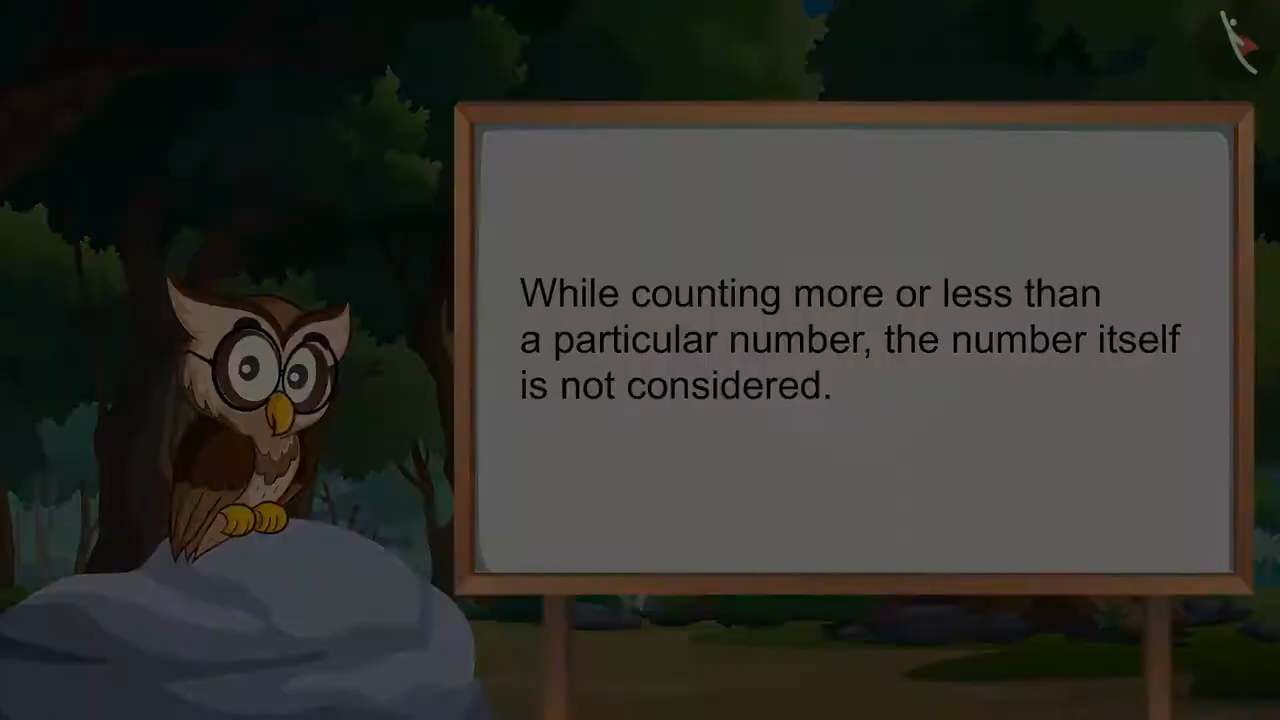 While counting more or less than
a particular number, the number itself
is not considered.